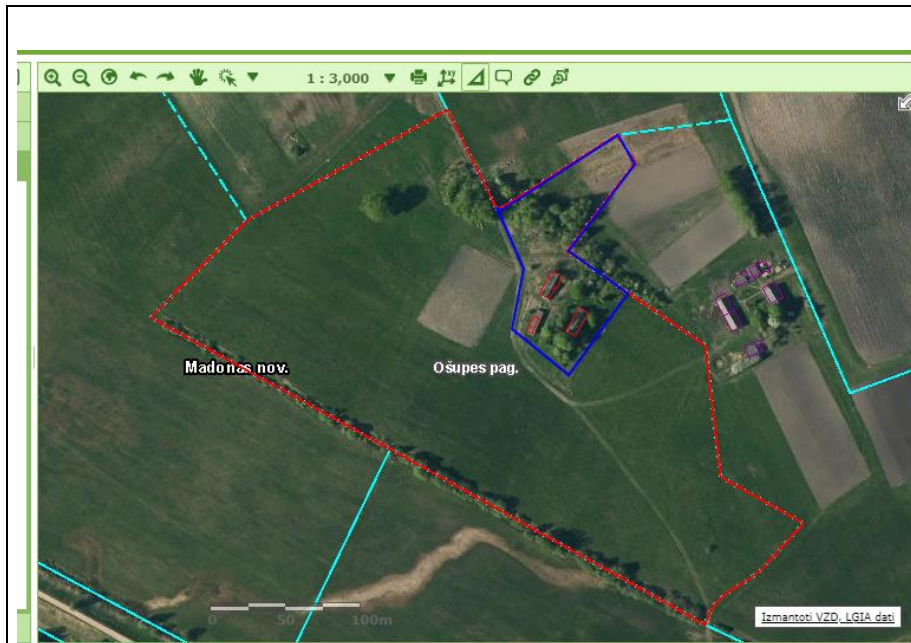 1 : 3,000
Madonas nov.
Ošupes pag.
0 50 100m
Izmantoti VZD, LGIA dati